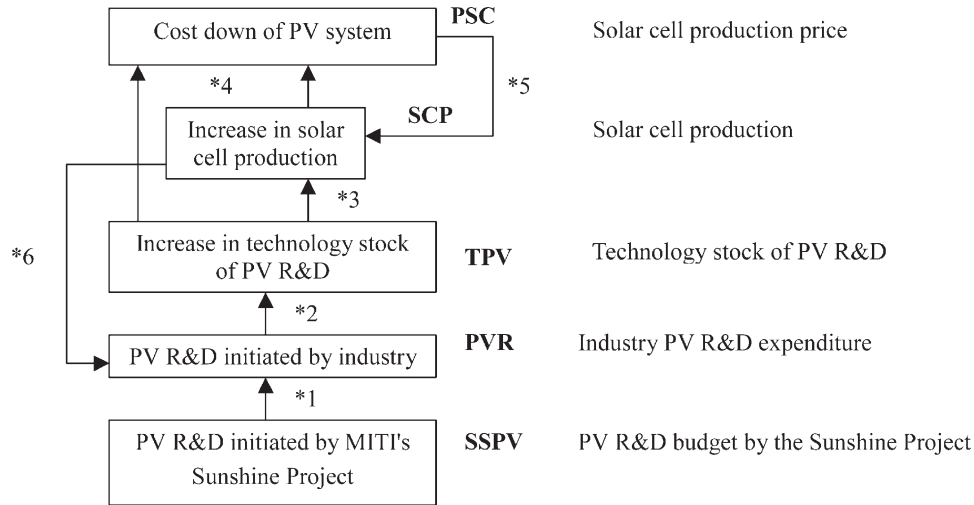 PSC
Cost down of PV system
Solar cell production price
*4
*5
SCP
Increase in solar
cell production
Solar cell production
*3
*6
Increase in technology stock
of PV R&D
TPV
Technology stock of PV R&D
*2
PV R&D initiated by industry
PVR
Industry PV R&D expenditure
*1
PV R&D initiated by MITI's
Sunshine Project
SSPV
PV R&D budget by the Sunshine Project